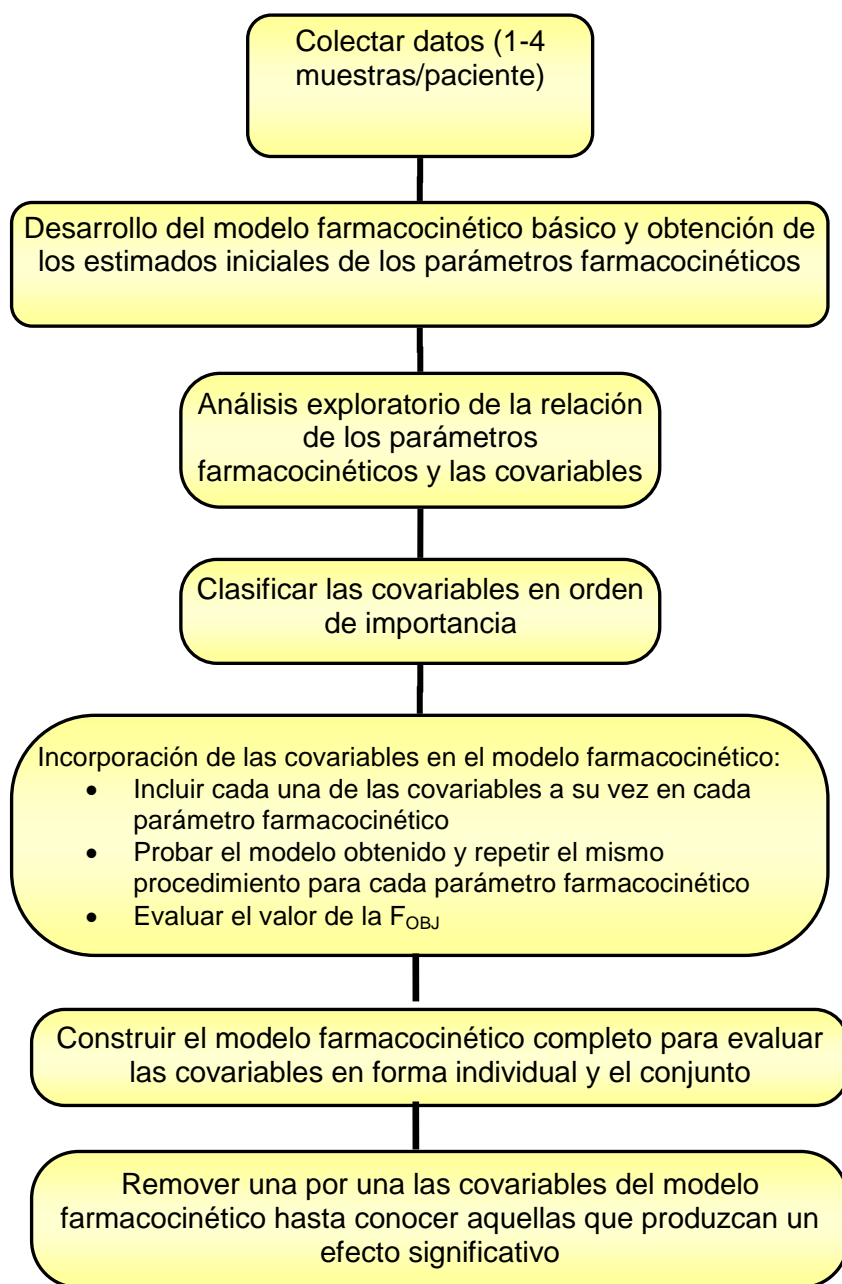 Colectar datos (1-4
muestras/paciente)
Desarrollo del modelo farmacocinético básico y obtención de
los estimados iniciales de los parámetros farmacocinéticos
Análisis exploratorio de la relación
de los parámetros
farmacocinéticos y las covariables
Clasificar las covariables en orden
de importancia
Incorporación de las covariables en el modelo farmacocinético:
• Incluir cada una de las covariables a su vez en cada
parámetro farmacocinético
• Probar el modelo obtenido y repetir el mismo
procedimiento para cada parámetro farmacocinético
• Evaluar el valor de la F_OBJ
Construir el modelo farmacocinético completo para evaluar
las covariables en forma individual y el conjunto
Remover una por una las covariables del modelo
farmacocinético hasta conocer aquellas que produzcan un
efecto significativo